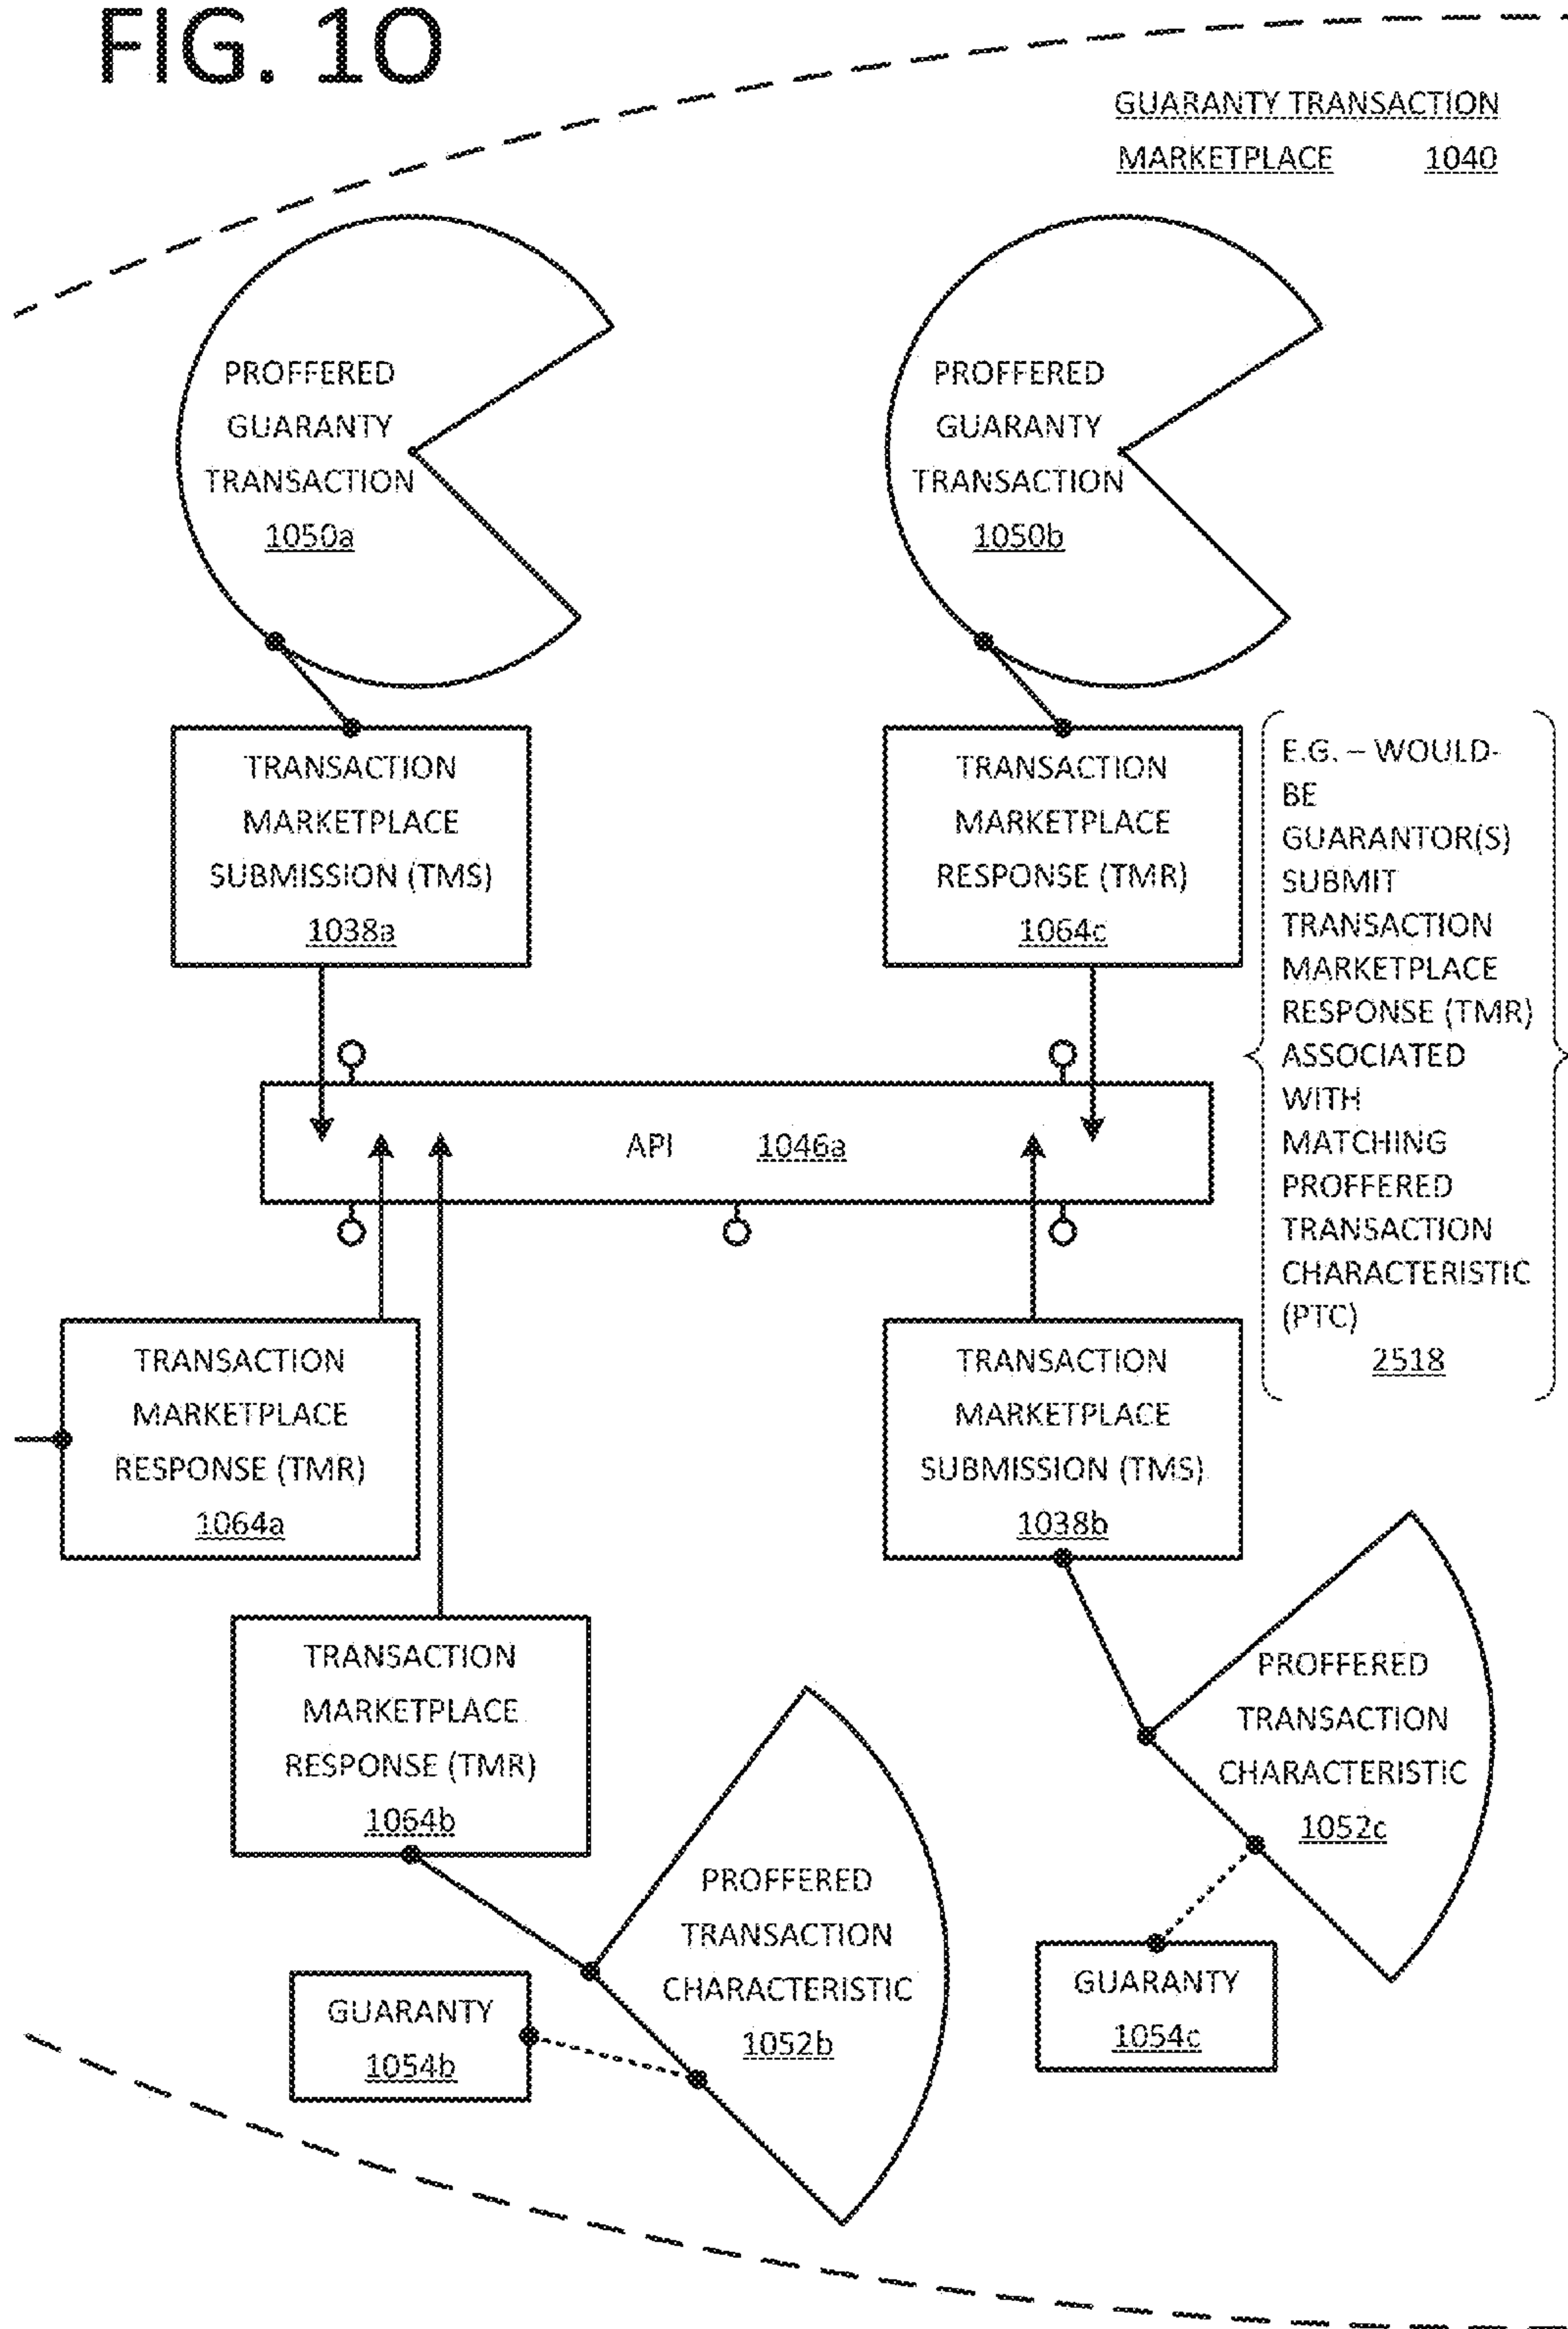 FIG. 10
GUARANTY TRANSACTION
MARKETPLACE 1040
PROFFERED
GUARANTY
TRANSACTION
1050a
PROFFERED
GUARANTY
TRANSACTION
1050b
TRANSACTION
MARKETPLACE
SUBMISSION (TMS)
1038a
TRANSACTION
MARKETPLACE
RESPONSE (TMR)
1064c
E.G. – WOULD-
BE
GUARANTOR(S)
SUBMIT
TRANSACTION
MARKETPLACE
RESPONSE (TMR)
ASSOCIATED
WITH
MATCHING
PROFFERED
TRANSACTION
CHARACTERISTIC
(PTC)
2518
API 1046a
TRANSACTION
MARKETPLACE
RESPONSE (TMR)
1064a
TRANSACTION
MARKETPLACE
SUBMISSION (TMS)
1038b
TRANSACTION
MARKETPLACE
RESPONSE (TMR)
1064b
PROFFERED
TRANSACTION
CHARACTERISTIC
1052c
PROFFERED
TRANSACTION
CHARACTERISTIC
1052b
GUARANTY
1054b
GUARANTY
1054c